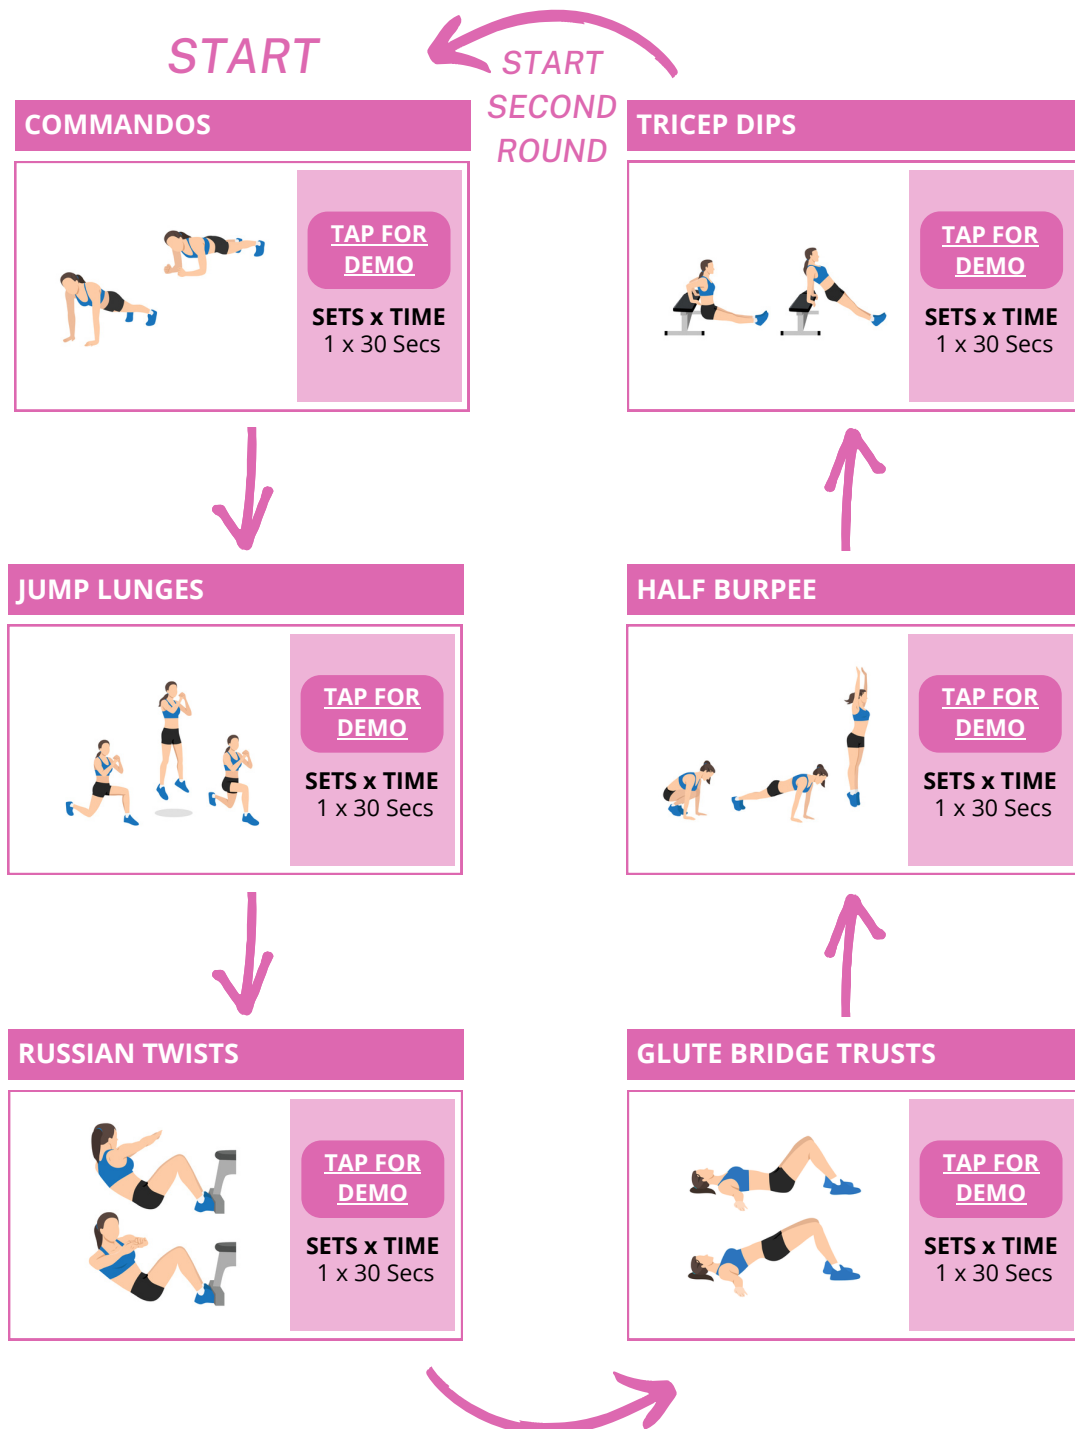 START
START
SECOND
ROUND
COMMANDOS
TAP FOR
DEMO
SETS x TIME
1 x 30 Secs
JUMP LUNGES
TAP FOR
DEMO
SETS x TIME
1 x 30 Secs
RUSSIAN TWISTS
TAP FOR
DEMO
SETS x TIME
1 x 30 Secs
GLUTE BRIDGE TRUSTS
TAP FOR
DEMO
SETS x TIME
1 x 30 Secs
HALF BURPEE
TAP FOR
DEMO
SETS x TIME
1 x 30 Secs
TRICEP DIPS
TAP FOR
DEMO
SETS x TIME
1 x 30 Secs